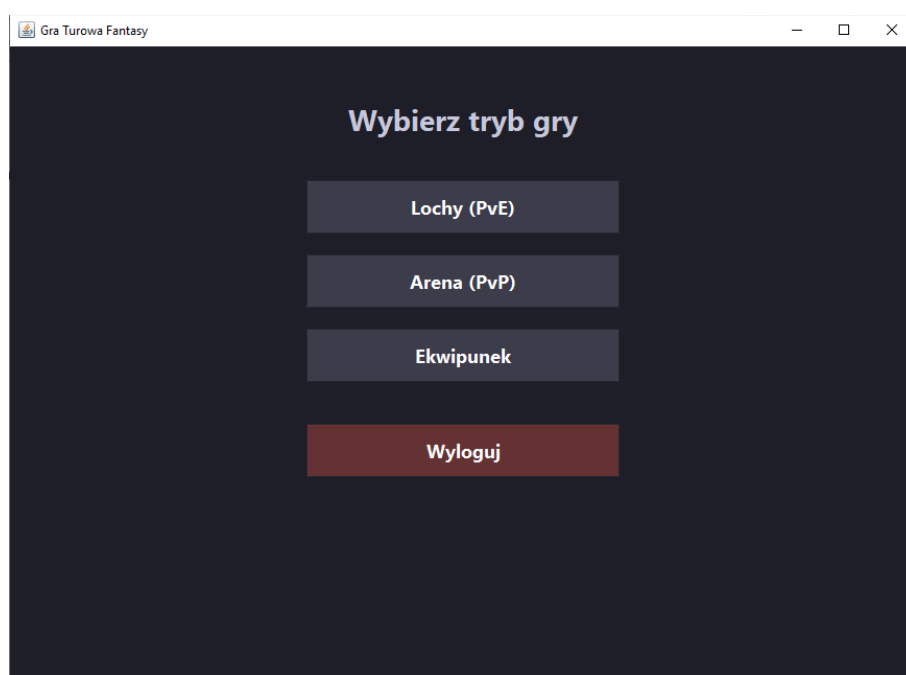 Gra Turowa Fantasy
Wybierz tryb gry
Lochy (PvE)
Arena (PvP)
Ekwipunek
Wyloguj